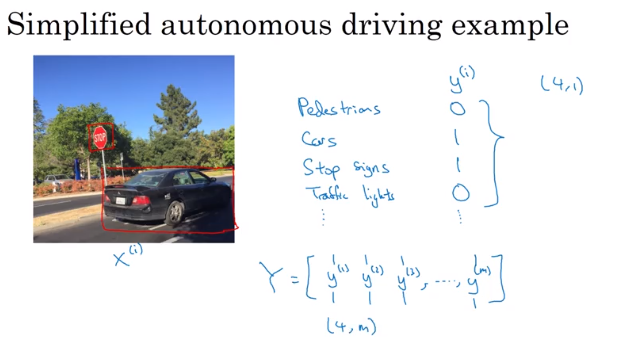 Simplified autonomous driving example
y^(i) (4,1)
Pedestrians 0
Cars 1
Stop signs 1
Traffic lights 0
⋮ ⋮
STOP
x^(i)
Y = [ y^(1) y^(2) y^(3) , ...., y^(m) ]
(4, m)